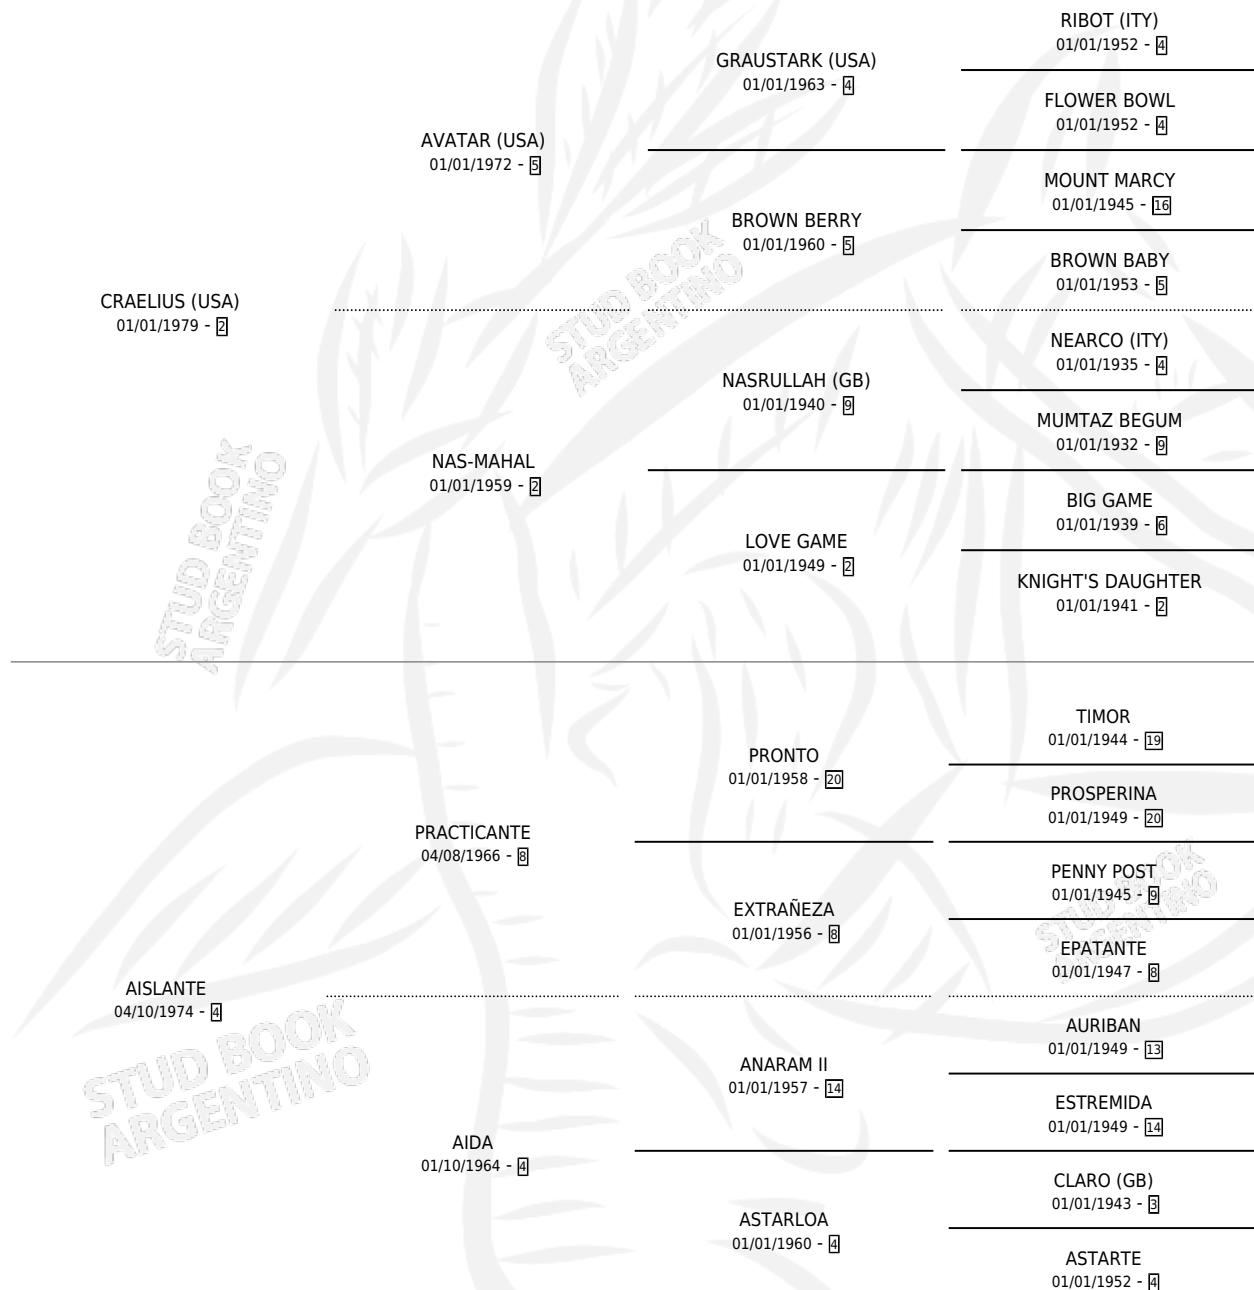 RIBOT (ITY)
01/01/1952 - 4
GRAUSTARK (USA)
01/01/1963 - 4
FLOWER BOWL
01/01/1952 - 4
AVATAR (USA)
01/01/1972 - 5
MOUNT MARCY
01/01/1945 - 16
BROWN BERRY
01/01/1960 - 5
BROWN BABY
01/01/1953 - 5
CRAELIUS (USA)
01/01/1979 - 2
NEARCO (ITY)
01/01/1935 - 4
NASRULLAH (GB)
01/01/1940 - 9
MUMTAZ BEGUM
01/01/1932 - 9
NAS-MAHAL
01/01/1959 - 2
BIG GAME
01/01/1939 - 6
LOVE GAME
01/01/1949 - 2
KNIGHT'S DAUGHTER
01/01/1941 - 2
TIMOR
01/01/1944 - 19
PRONTO
01/01/1958 - 20
PROSPERINA
01/01/1949 - 20
PRACTICANTE
04/08/1966 - 8
PENNY POST
01/01/1945 - 9
EXTRAÑEZA
01/01/1956 - 8
EPATANTE
01/01/1947 - 8
AISLANTE
04/10/1974 - 4
AURIBAN
01/01/1949 - 13
ANARAM II
01/01/1957 - 14
ESTREMIDA
01/01/1949 - 14
AIDA
01/10/1964 - 4
CLARO (GB)
01/01/1943 - 3
ASTARLOA
01/01/1960 - 4
ASTARTE
01/01/1952 - 4
STUD BOOK
ARGENTINO
STUD BOOK
ARGENTINO
STUD BOOK
ARGENTINO
STUD BOOK
ARGENTINO